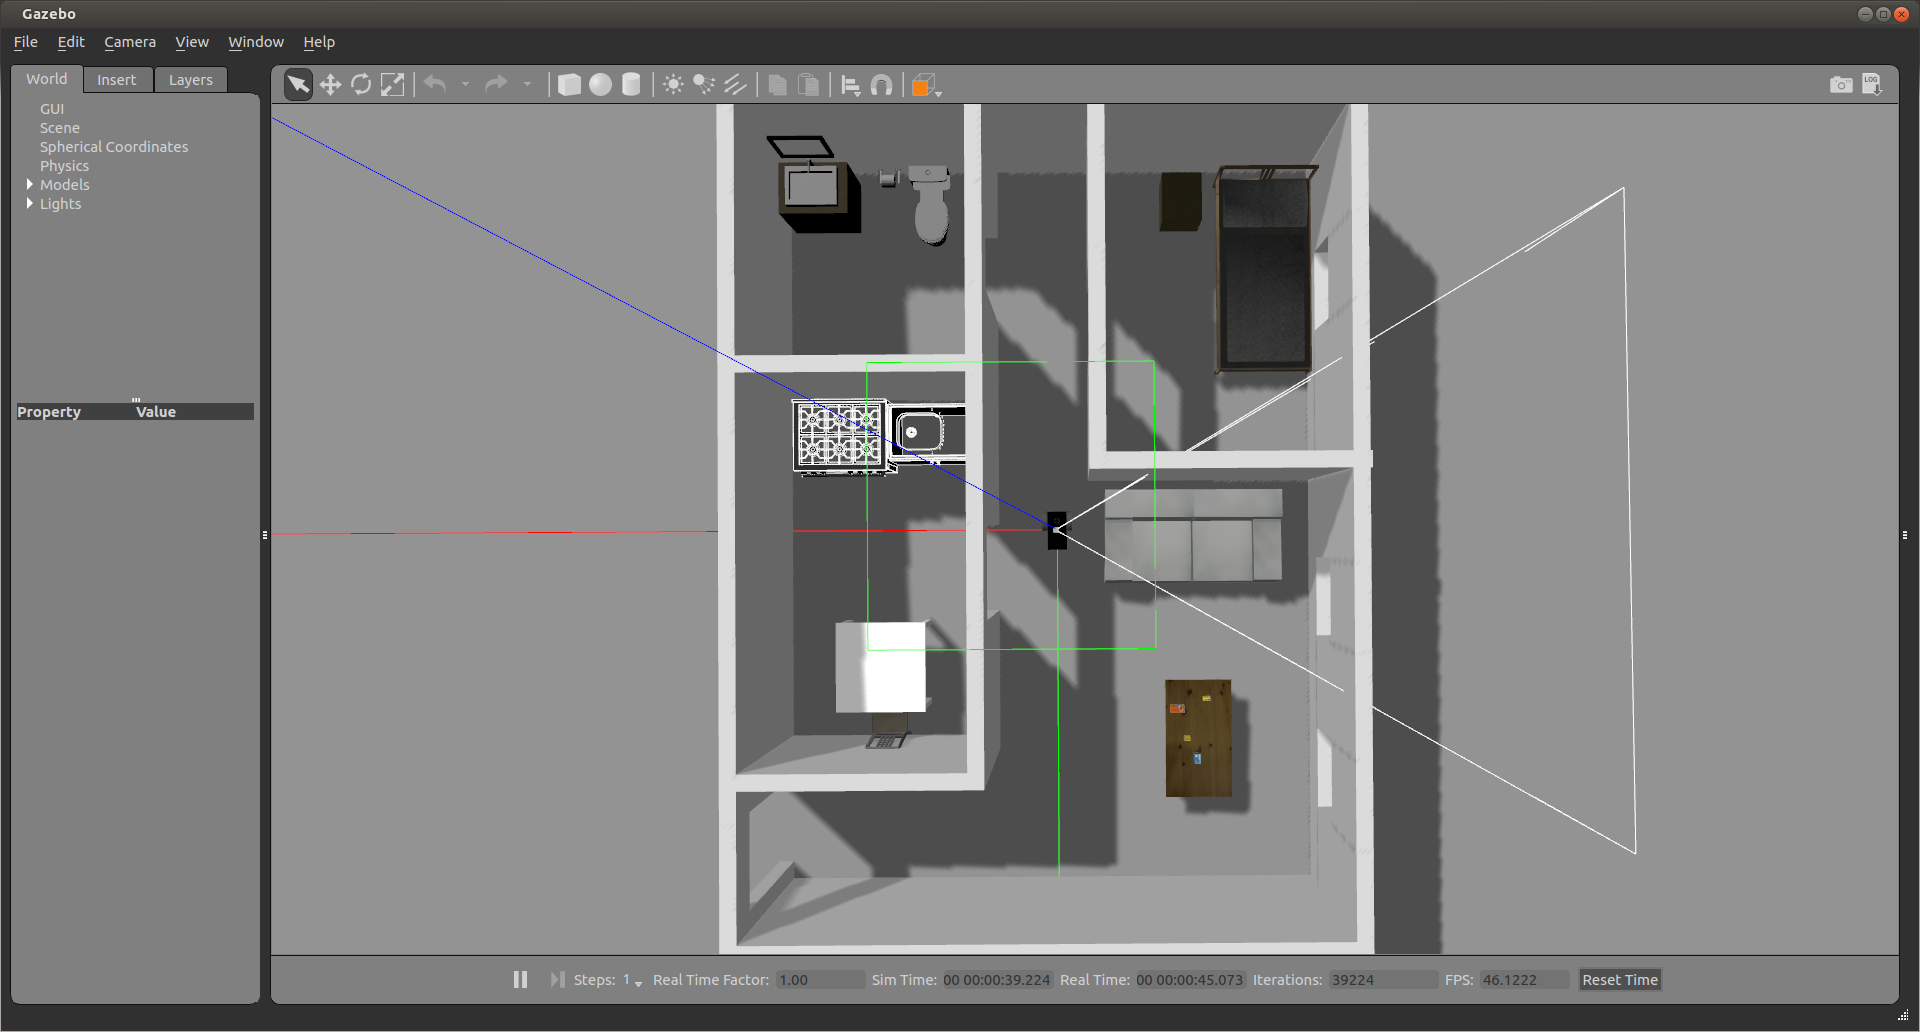 Gazebo
File Edit Camera View Window Help
World Insert Layers
LOG
GUI
Scene
Spherical Coordinates
Physics
Models
Lights
Property Value
Steps: 1 Real Time Factor: 1.00 Sim Time: 00 00:00:39.224 Real Time: 00 00:00:45.073 Iterations: 39224 FPS: 46.1222 Reset Time